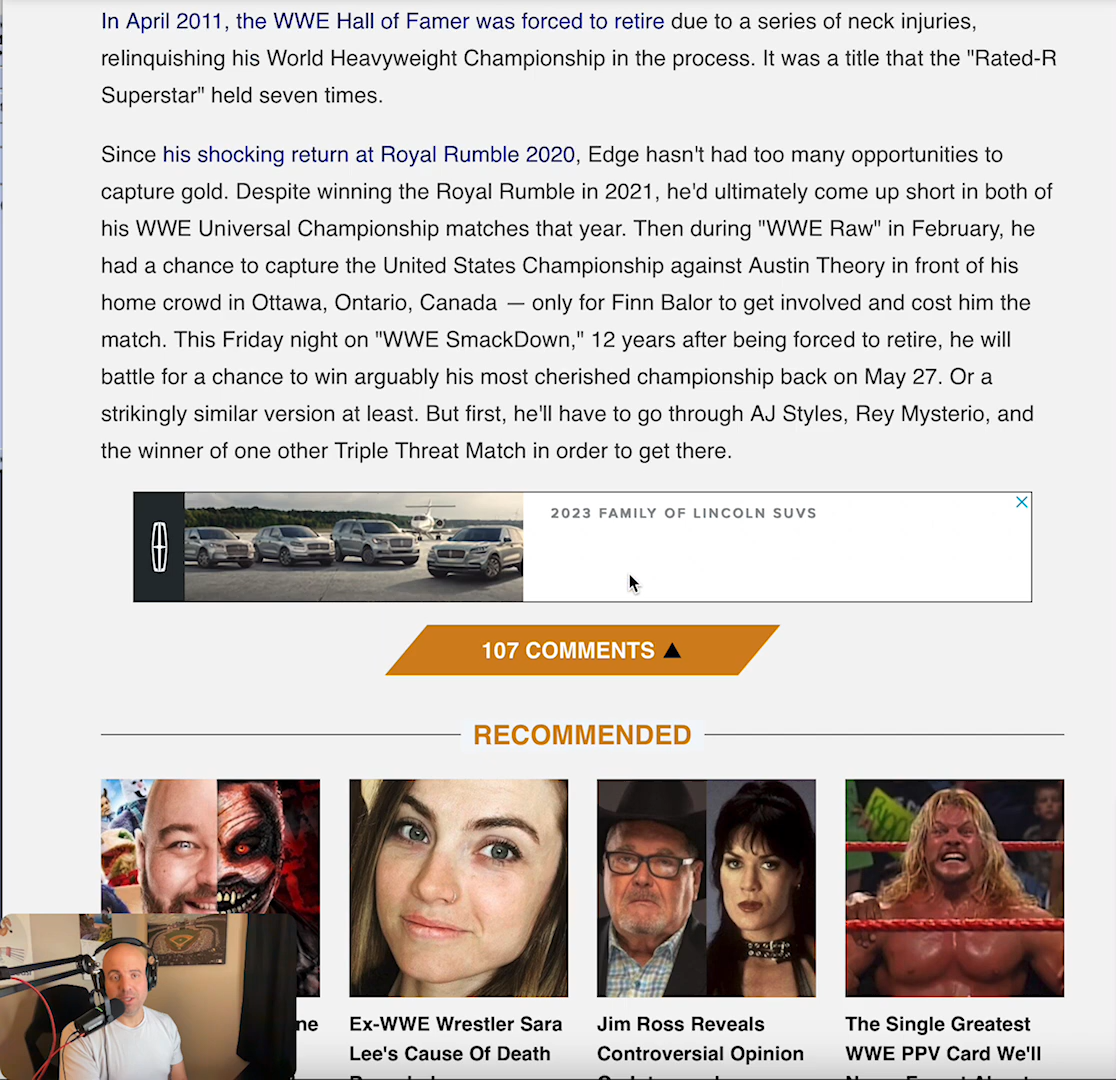 In April 2011, the WWE Hall of Famer was forced to retire due to a series of neck injuries,
relinquishing his World Heavyweight Championship in the process. It was a title that the "Rated-R
Superstar" held seven times.
Since his shocking return at Royal Rumble 2020, Edge hasn't had too many opportunities to
capture gold. Despite winning the Royal Rumble in 2021, he'd ultimately come up short in both of
his WWE Universal Championship matches that year. Then during "WWE Raw" in February, he
had a chance to capture the United States Championship against Austin Theory in front of his
home crowd in Ottawa, Ontario, Canada — only for Finn Balor to get involved and cost him the
match. This Friday night on "WWE SmackDown," 12 years after being forced to retire, he will
battle for a chance to win arguably his most cherished championship back on May 27. Or a
strikingly similar version at least. But first, he'll have to go through AJ Styles, Rey Mysterio, and
the winner of one other Triple Threat Match in order to get there.
2023 FAMILY OF LINCOLN SUVS
107 COMMENTS ▲
RECOMMENDED
Ex-WWE Wrestler Sara
Lee's Cause Of Death
Jim Ross Reveals
Controversial Opinion
The Single Greatest
WWE PPV Card We'll